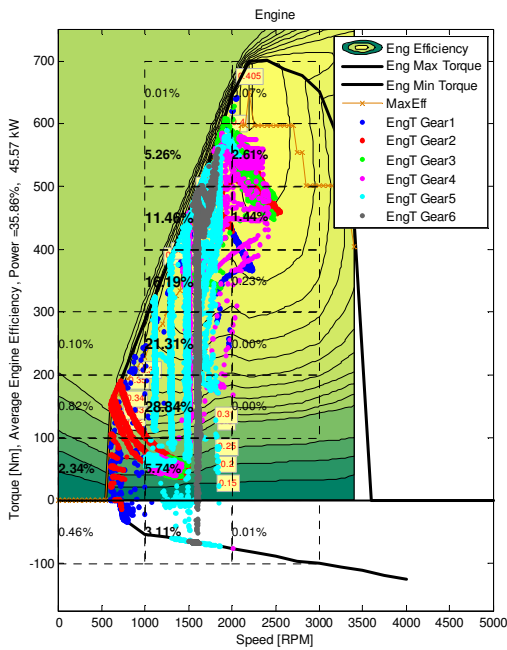 Engine
Torque [Nm], Average Engine Efficiency, Power =35.86%, 45.57 kW
700
600
500
400
300
200
100
0
-100
0.405
0.01%
07%
5.26%
2.61%
11.46%
1.44%
16.19%
0.23%
0.10%
21.31%
0.00%
0.82%
28.84%
0.00%
0.3
0.25
2.34%
5.74%
0.2
0.15
0.46%
3.11%
0.01%
Eng Efficiency
Eng Max Torque
Eng Min Torque
MaxEff
EngT Gear1
EngT Gear2
EngT Gear3
EngT Gear4
EngT Gear5
EngT Gear6
0 500 1000 1500 2000 2500 3000 3500 4000 4500 5000
Speed [RPM]